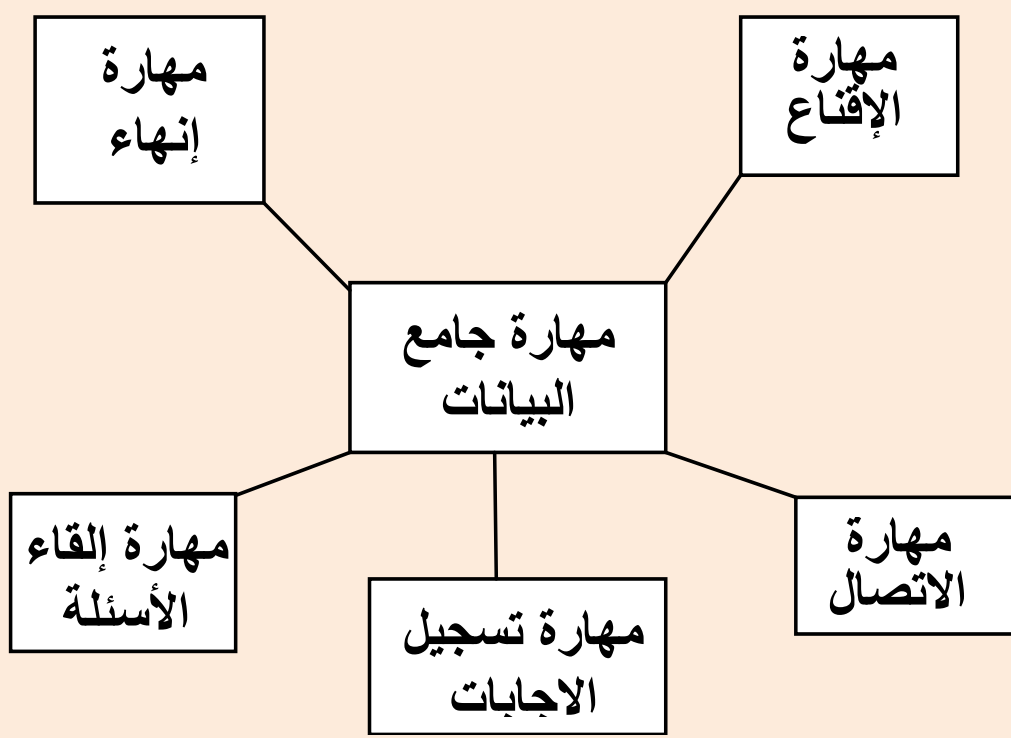 مهارة
الإقناع
مهارة
إنهاء
مهارة جامع
البيانات
مهارة
الاتصال
مهارة تسجيل
الاجابات
مهارة إلقاء
الأسئلة